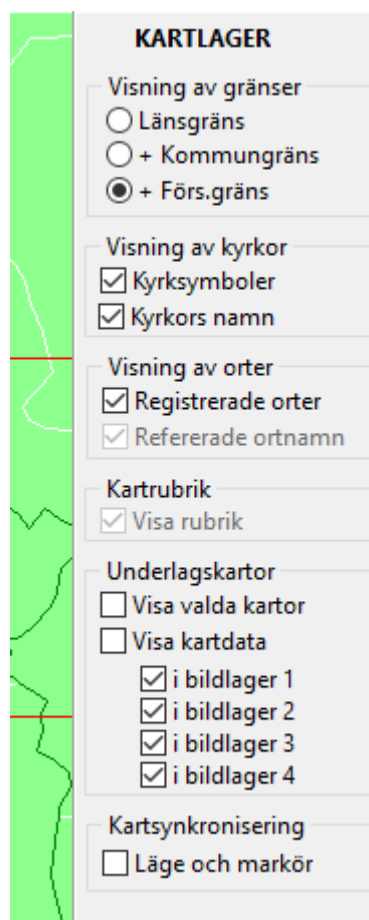 KARTLAGER
Visning av gränser
Länsgräns
+ Kommungräns
+ Förs.gräns
Visning av kyrkor
Kyrksymboler
Kyrkors namn
Visning av orter
Registrerade orter
Refererade ortnamn
Kartrubrik
Visa rubrik
Underlagskartor
Visa valda kartor
Visa kartdata
i bildlager 1
i bildlager 2
i bildlager 3
i bildlager 4
Kartsynkronisering
Läge och markör